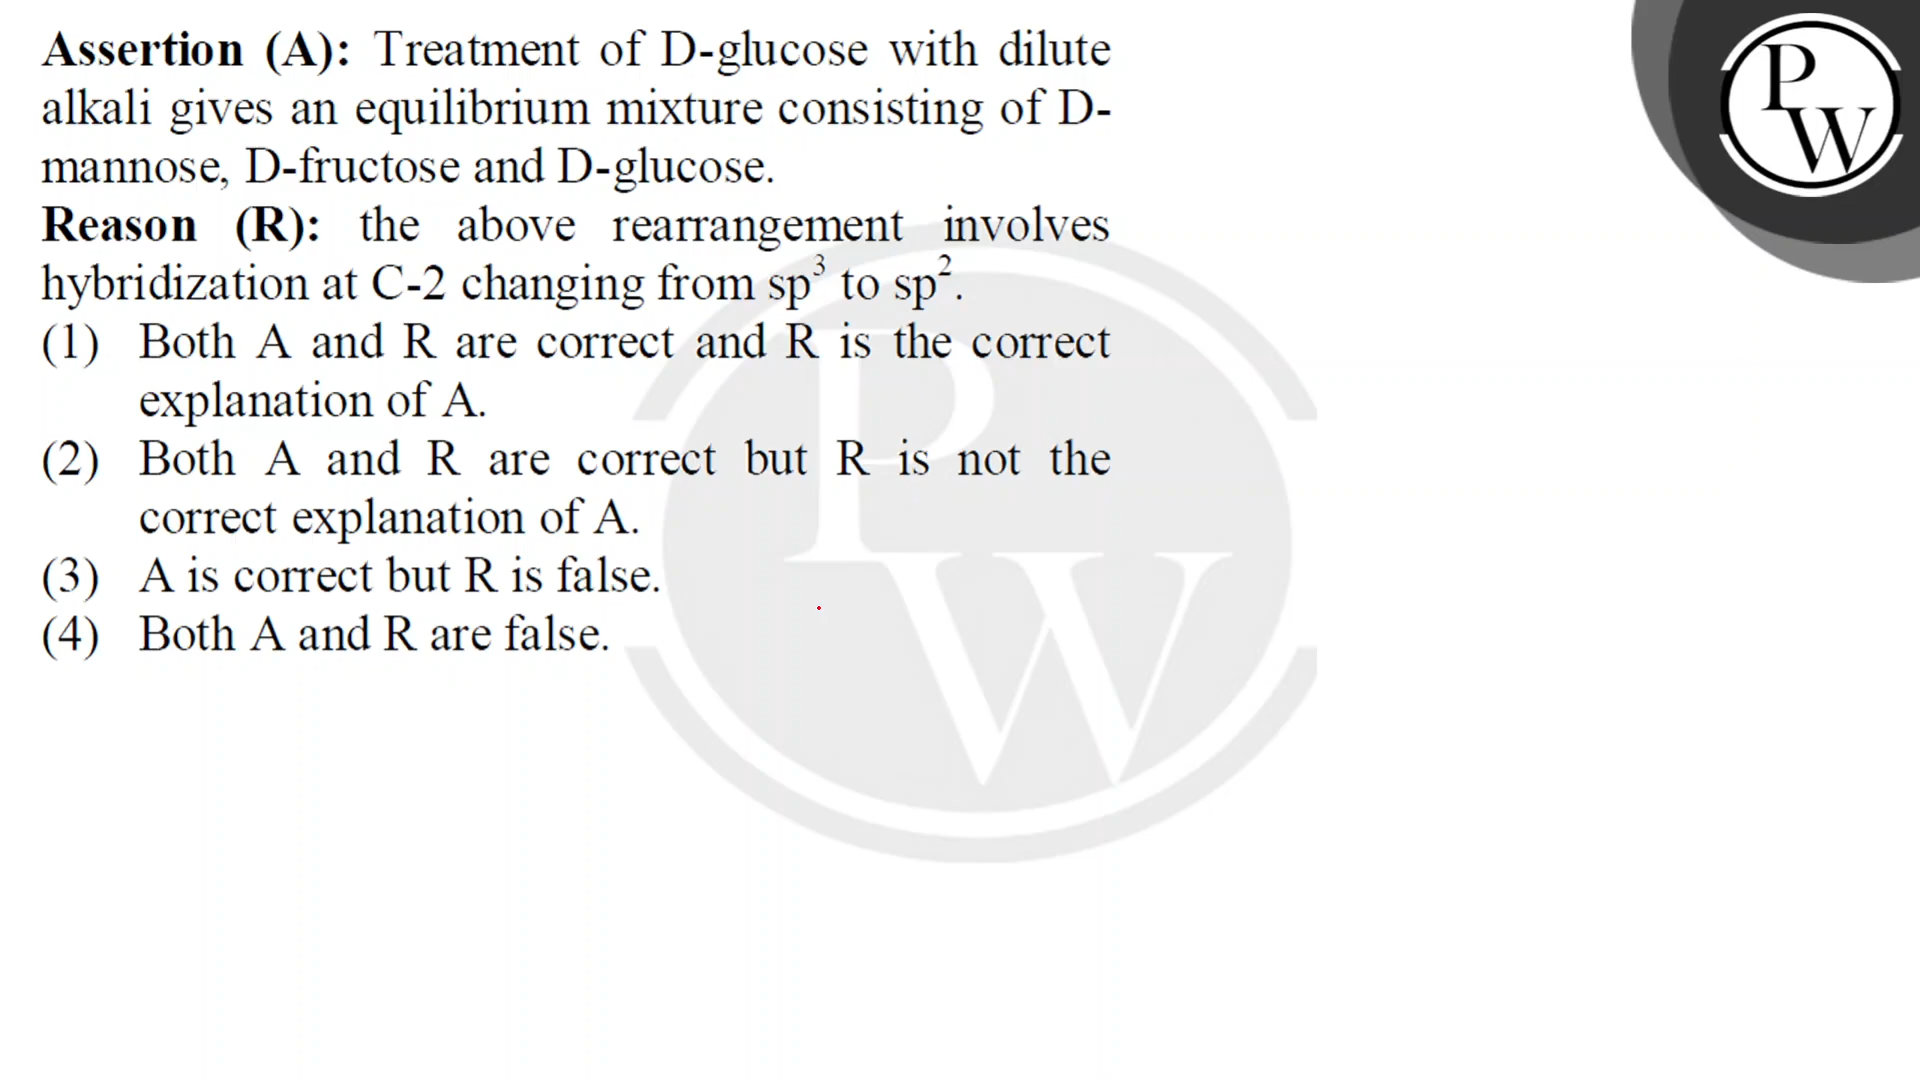 Assertion (A): Treatment of D-glucose with dilute
alkali gives an equilibrium mixture consisting of D-
mannose, D-fructose and D-glucose.
Reason (R): the above rearrangement involves
hybridization at C-2 changing from sp³ to sp².
(1) Both A and R are correct and R is the correct
explanation of A.
(2) Both A and R are correct but R is not the
correct explanation of A.
(3) A is correct but R is false.
(4) Both A and R are false.
P
W
P
W